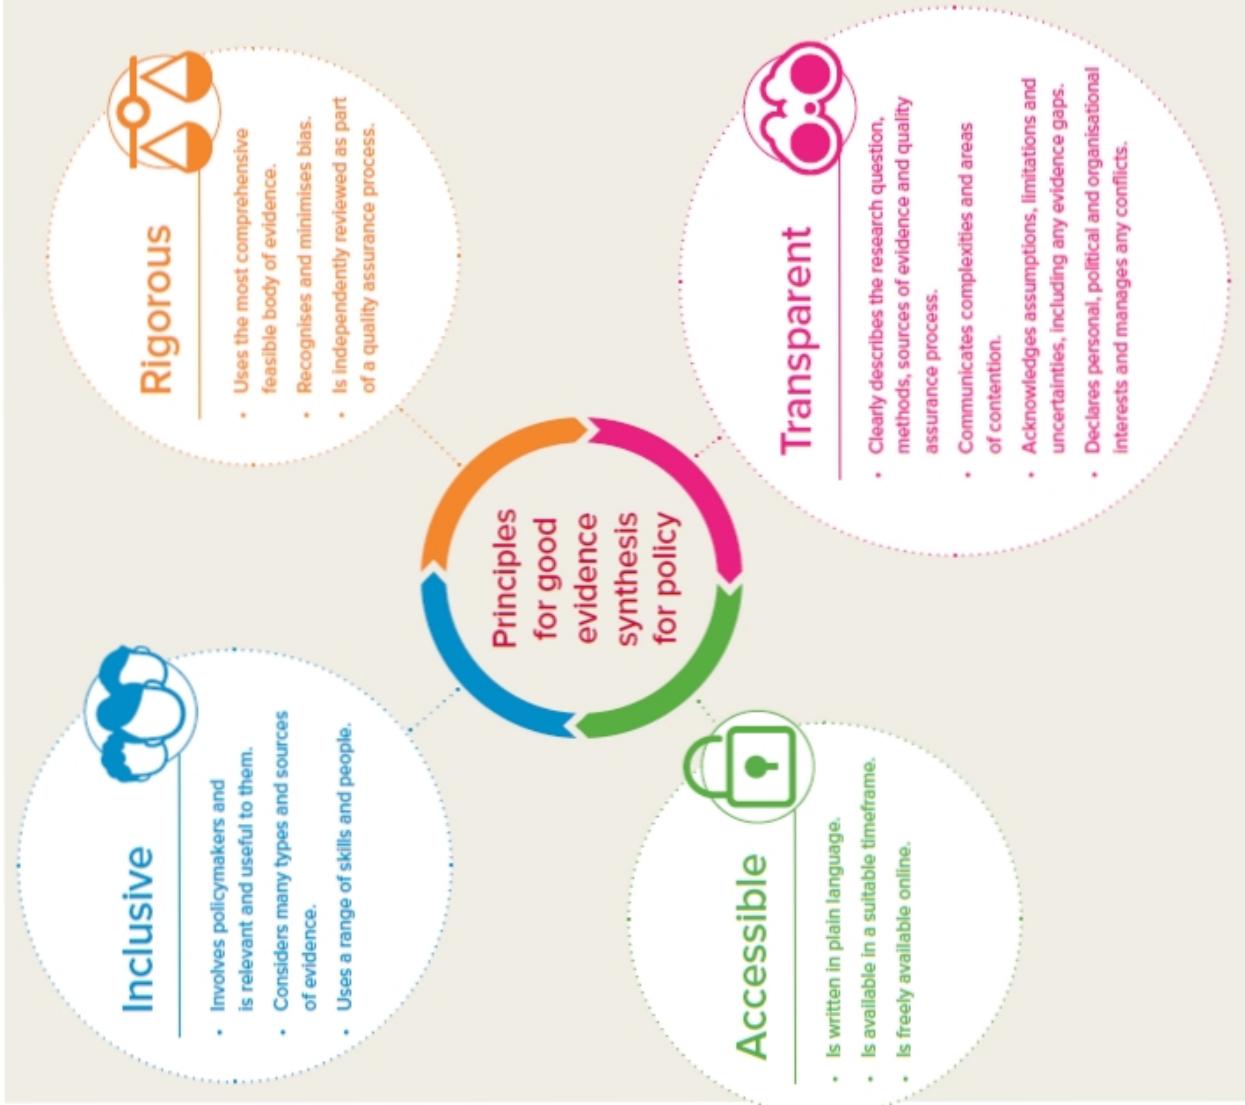 Inclusive
• Involves policymakers and
is relevant and useful to them.
• Considers many types and sources
of evidence.
• Uses a range of skills and people.
Rigorous
• Uses the most comprehensive
feasible body of evidence.
• Recognises and minimises bias.
• Is independently reviewed as part
of a quality assurance process.
Principles
for good
evidence
synthesis
for policy
Accessible
• Is written in plain language.
• Is available in a suitable timeframe.
• Is freely available online.
Transparent
• Clearly describes the research question,
methods, sources of evidence and quality
assurance process.
• Communicates complexities and areas
of contention.
• Acknowledges assumptions, limitations and
uncertainties, including any evidence gaps.
• Declares personal, political and organisational
interests and manages any conflicts.